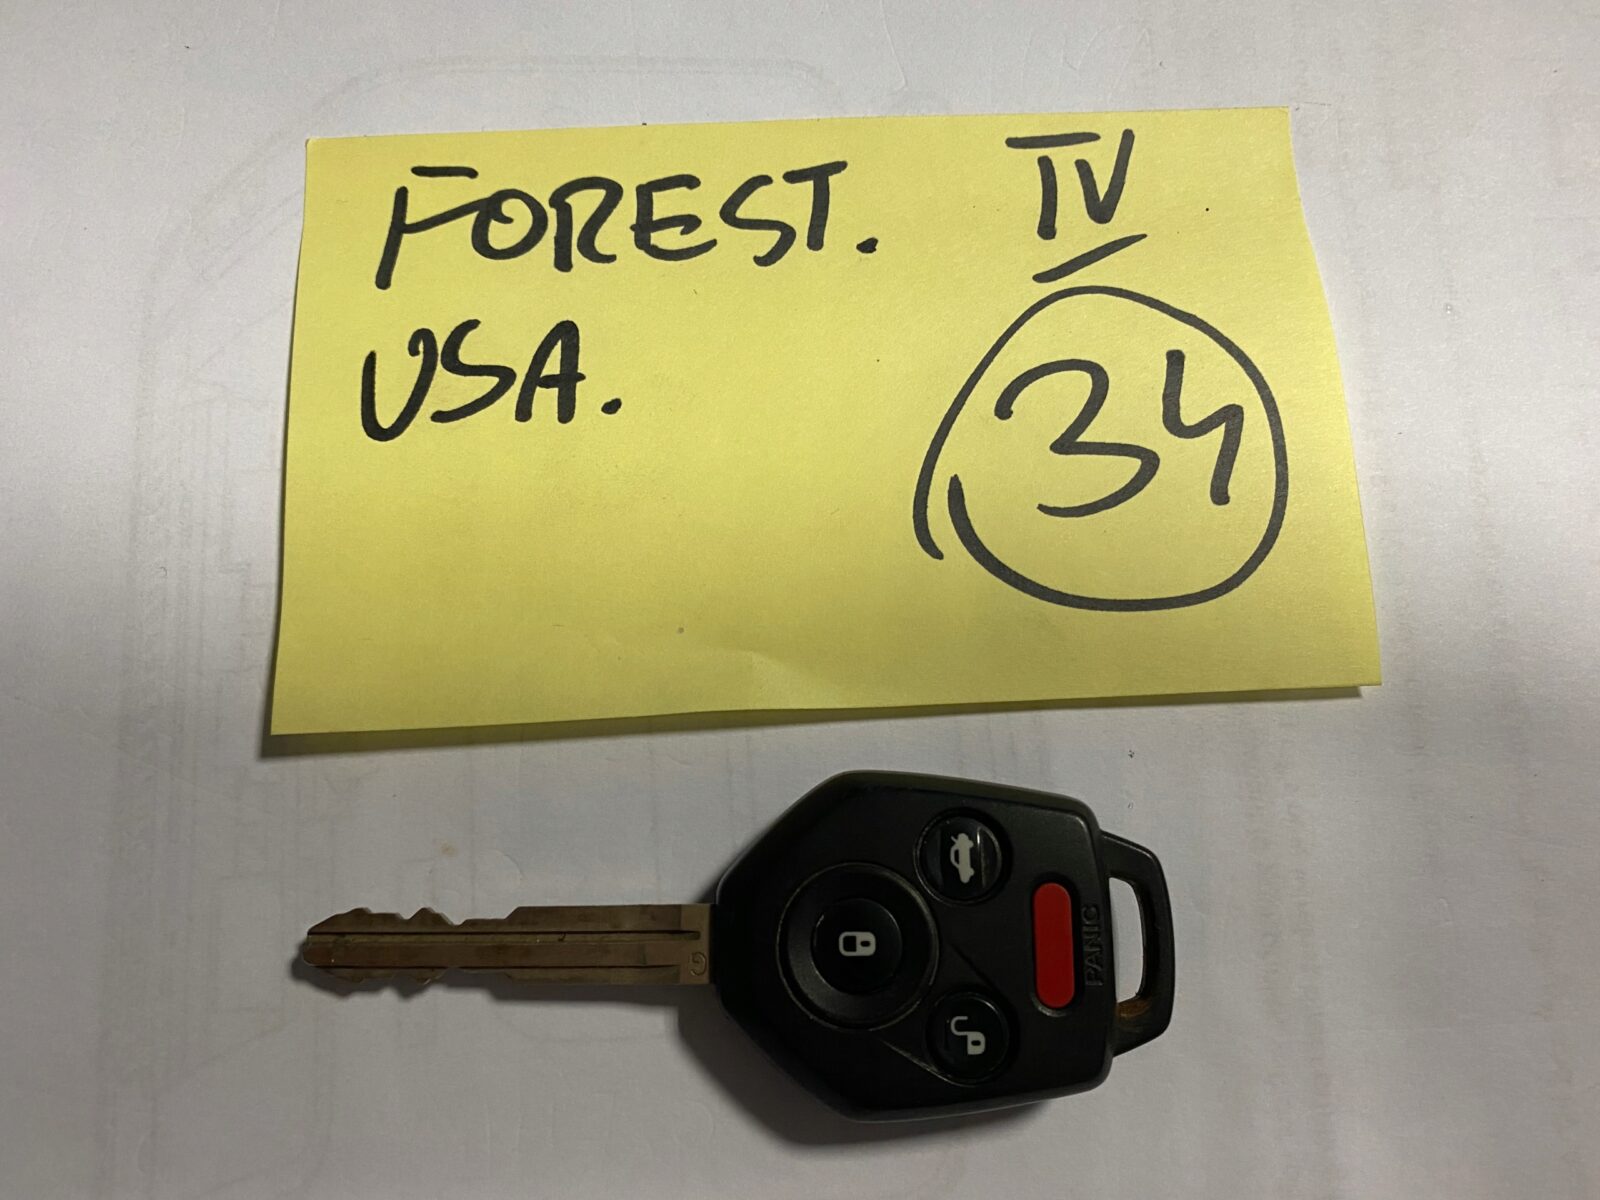 FOREST. IV
USA.
34
PANIC
G